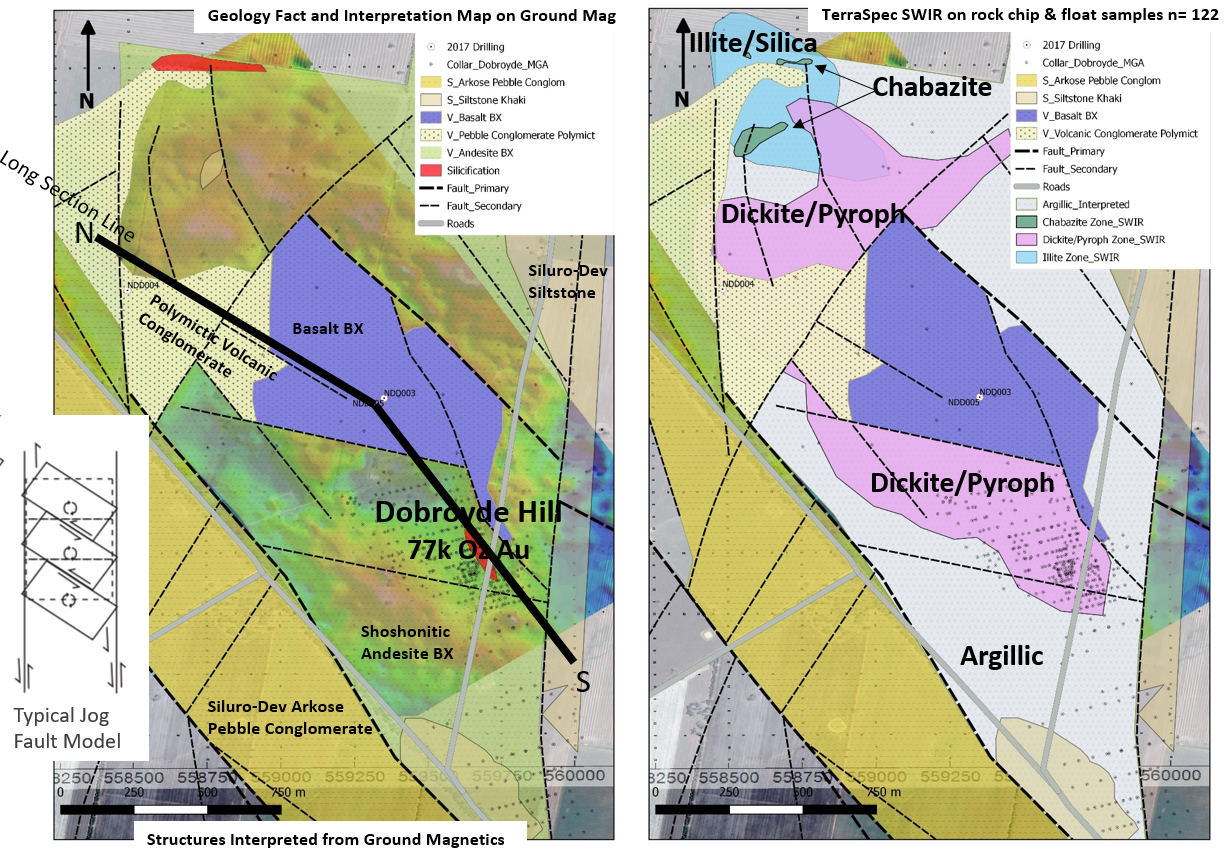 Geology Fact and Interpretation Map on Ground Mag
N
2017 Drilling
Collar_Dobroyde_MGA
S_Arkose Pebble Conglom
S_Siltstone Khaki
V_Basalt BX
V_Pebble Conglomerate Polymict
V_Andesite BX
Silicification
Fault_Primary
Fault_Secondary
Roads
Long Section Line
N
NDD004
Polymictic Volcanic
Conglomerate
Basalt BX
Siluro-Dev
Siltstone
NDD003
Dobroyde Hill
77k Oz Au
Shoshonitic
Andesite BX
S
Siluro-Dev Arkose
Pebble Conglomerate
Typical Jog
Fault Model
8250 558500 55875 559000 559250 559500 559750 560000
0 250 500 750 m
Structures Interpreted from Ground Magnetics
TerraSpec SWIR on rock chip & float samples n= 122
N
Illite/Silica
Chabazite
2017 Drilling
Collar_Dobroyde_MGA
S_Arkose Pebble Conglom
S_Siltstone Khaki
V_Basalt BX
V_Volcanic Conglomerate Polymict
Fault_Primary
Fault_Secondary
Roads
Argillic_Interpreted
Chabazite Zone_SWIR
Dickite/Pyroph Zone_SWIR
Illite Zone_SWIR
Dickite/Pyroph
NDD004
NDD003
NDD005
Dickite/Pyroph
Argillic
8250 558500 558750 559000 559250 560000
0 250 500 750 m